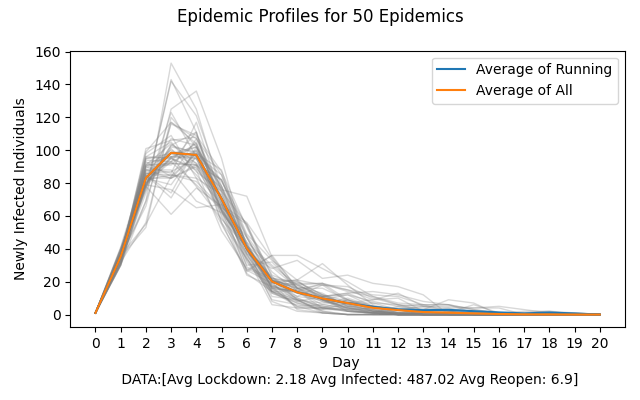 Epidemic Profiles for 50 Epidemics
160
140
120
100
80
60
40
20
0
Newly Infected Individuals
Average of Running
Average of All
0 1 2 3 4 5 6 7 8 9 10 11 12 13 14 15 16 17 18 19 20
Day
DATA:[Avg Lockdown: 2.18 Avg Infected: 487.02 Avg Reopen: 6.9]